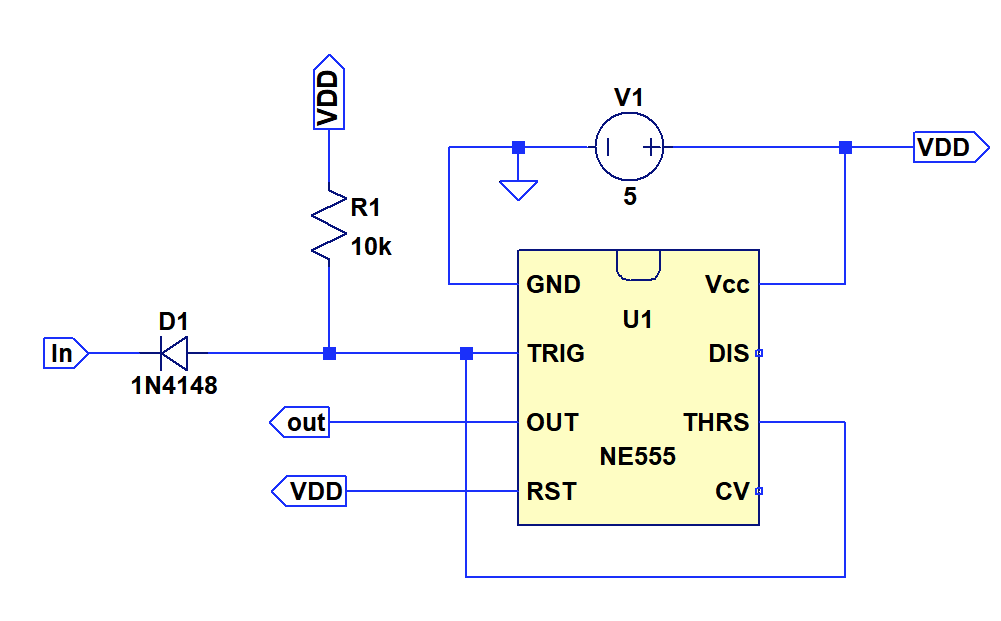 VDD
V1
VDD
5
R1
10k
GND
Vcc
U1
D1
In
1N4148
TRIG
DIS
out
OUT
THRS
NE555
VDD
RST
CV